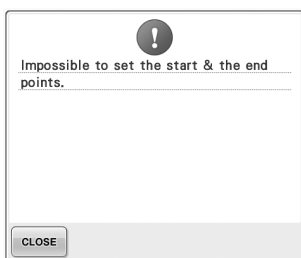 Impossible to set the start & the end
points.
CLOSE